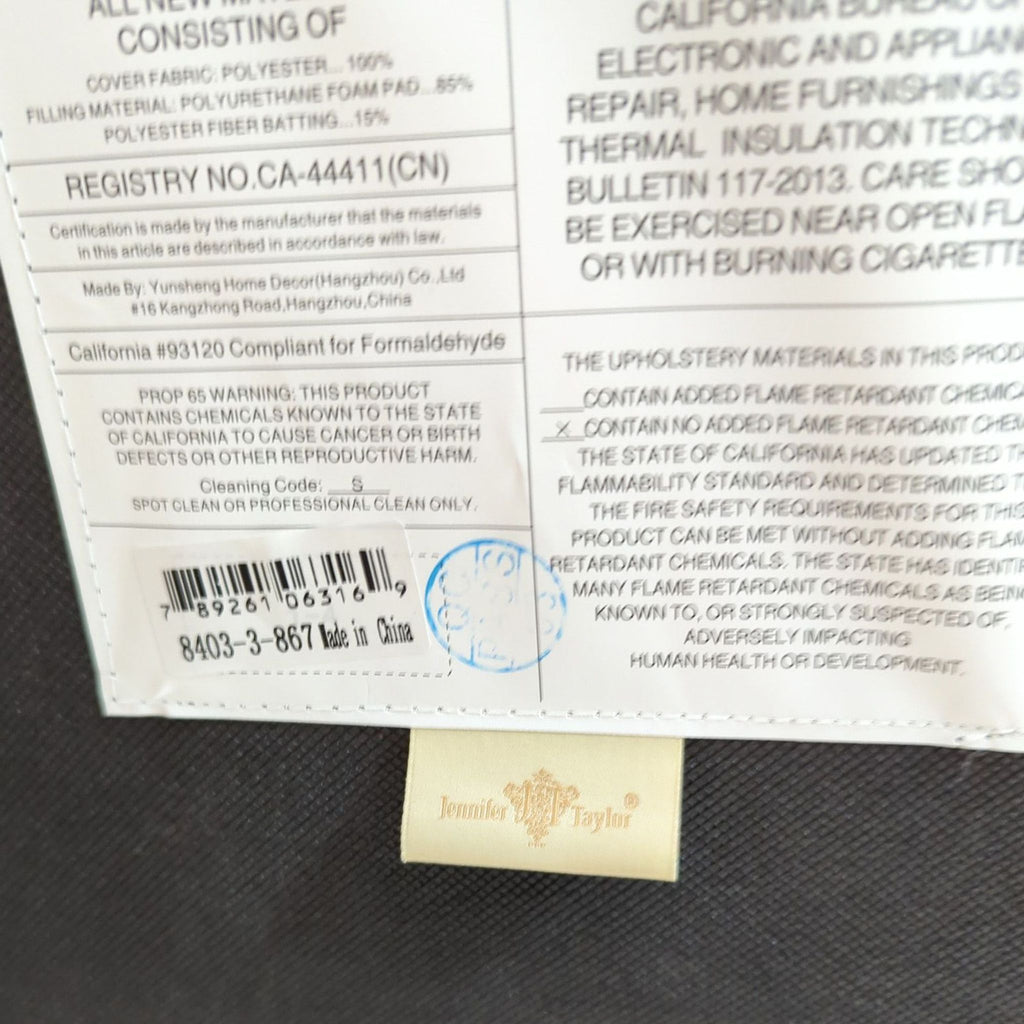 ALL NEW
CONSISTING OF
COVER FABRIC: POLYESTER... 100%
FILLING MATERIAL: POLYURETHANE FOAM PAD...85%
POLYESTER FIBER BATTING...15%
REGISTRY NO.CA-44411(CN)
Certification is made by the manufacturer that the materials
in this article are described in accordance with law.
Made By: Yunsheng Home Decor(Hangzhou) Co.,Ltd
#16 Kangzhong Road,Hangzhou,China
California #93120 Compliant for Formaldehyde
PROP 65 WARNING: THIS PRODUCT
CONTAINS CHEMICALS KNOWN TO THE STATE
OF CALIFORNIA TO CAUSE CANCER OR BIRTH
DEFECTS OR OTHER REPRODUCTIVE HARM.
Cleaning Code: S
SPOT CLEAN OR PROFESSIONAL CLEAN ONLY.
7 89261 06316 9
8403-3-867 Made in China
CALIFORNIA BUREAU OF
ELECTRONIC AND APPLIAN
REPAIR, HOME FURNISHINGS
THERMAL INSULATION TECHN
BULLETIN 117-2013. CARE SHO
BE EXERCISED NEAR OPEN FLA
OR WITH BURNING CIGARETTE
THE UPHOLSTERY MATERIALS IN THIS PROD
CONTAIN ADDED FLAME RETARDANT CHEMICA
X CONTAIN NO ADDED FLAME RETARDANT CHEM
THE STATE OF CALIFORNIA HAS UPDATED TH
FLAMMABILITY STANDARD AND DETERMINED T
THE FIRE SAFETY REQUIREMENTS FOR THIS
PRODUCT CAN BE MET WITHOUT ADDING FLAM
RETARDANT CHEMICALS. THE STATE HAS IDENTIF
MANY FLAME RETARDANT CHEMICALS AS BEING
KNOWN TO, OR STRONGLY SUSPECTED OF,
ADVERSELY IMPACTING
HUMAN HEALTH OR DEVELOPMENT.
Jennifer Taylor®